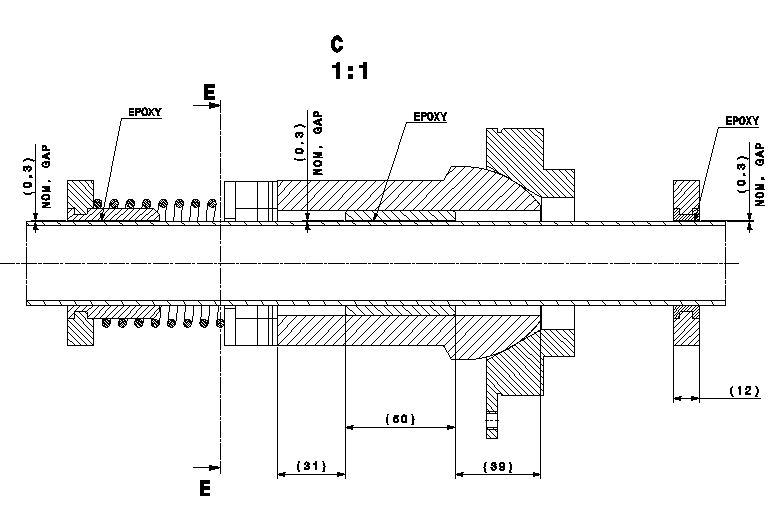 C
1:1
E
EPOXY
(0,3)
NOM. GAP
(0,3)
NOM. GAP
EPOXY
EPOXY
(0,3)
NOM. GAP
(12)
(50)
(31)
(39)
E